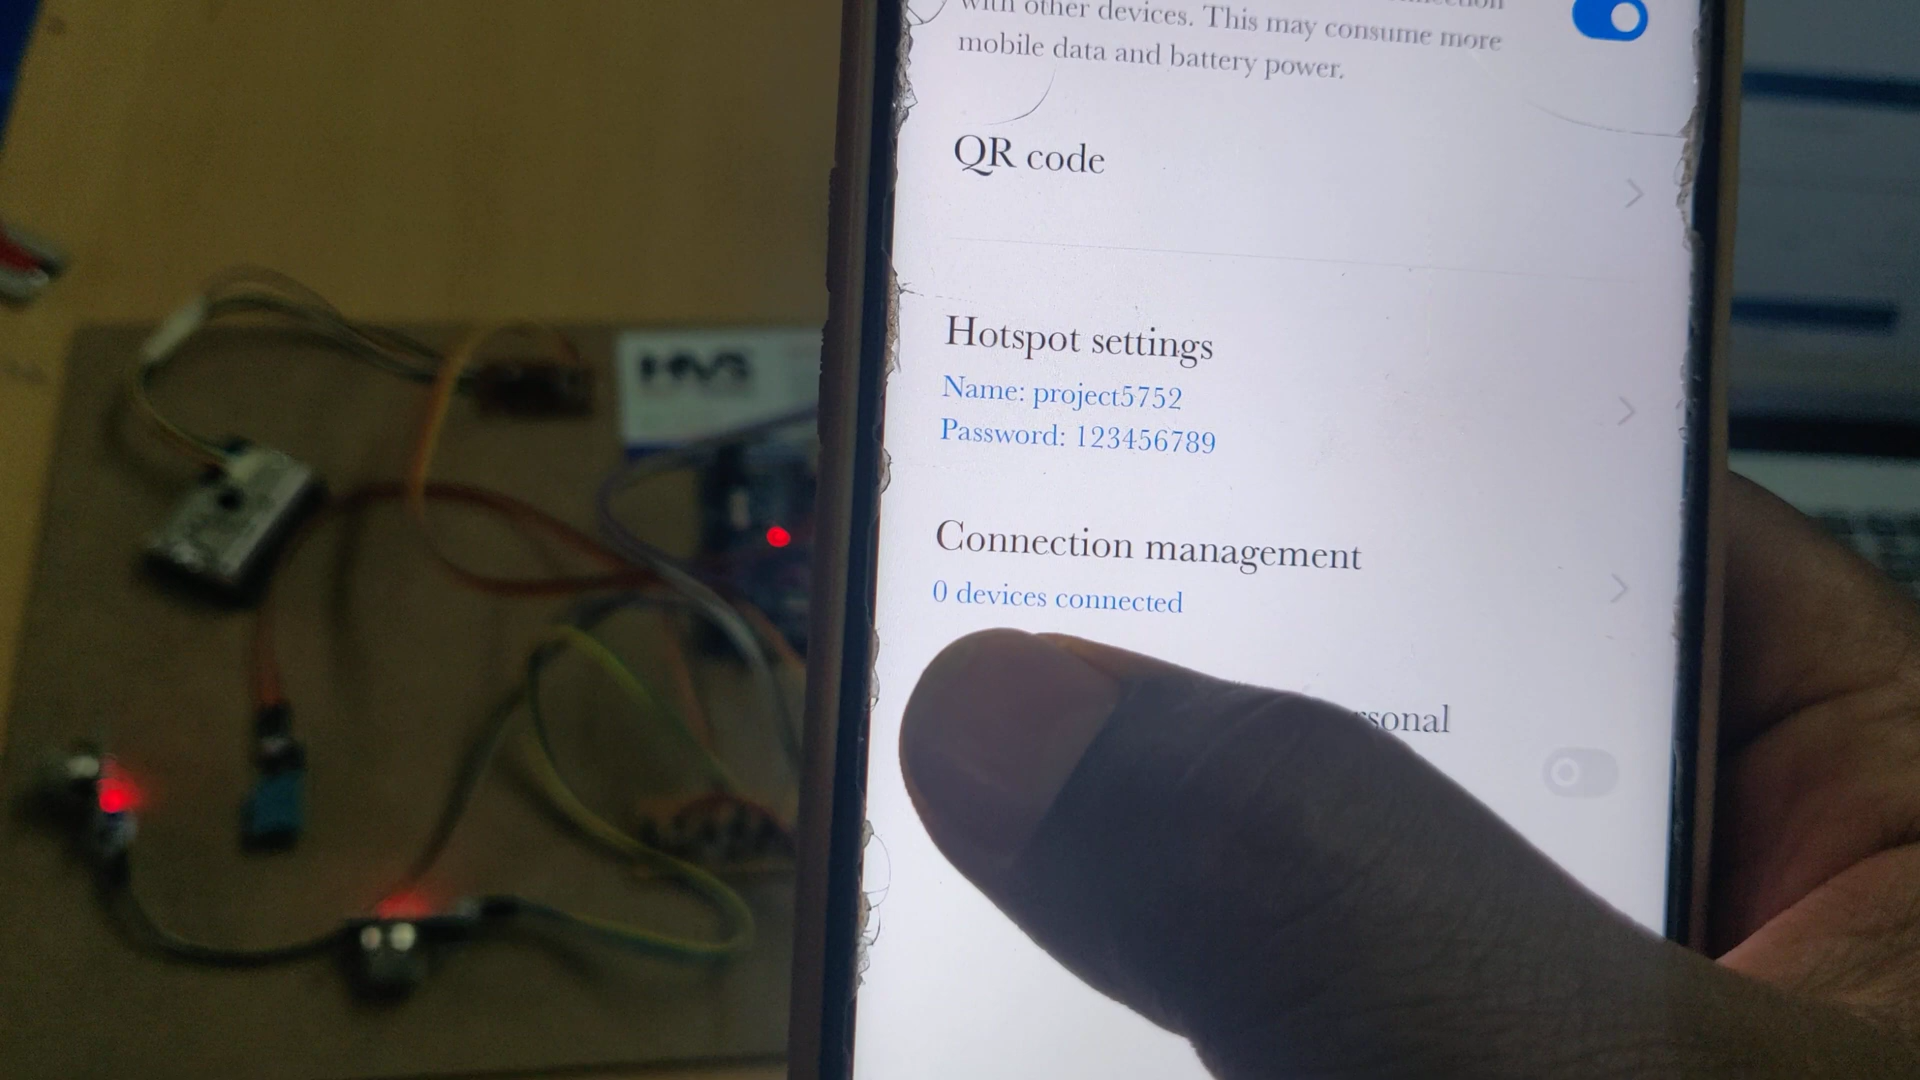 with other devices. This may consume more
mobile data and battery power.
QR code
Hotspot settings
Name: project5752
Password: 123456789
Connection management
0 devices connected
HVS